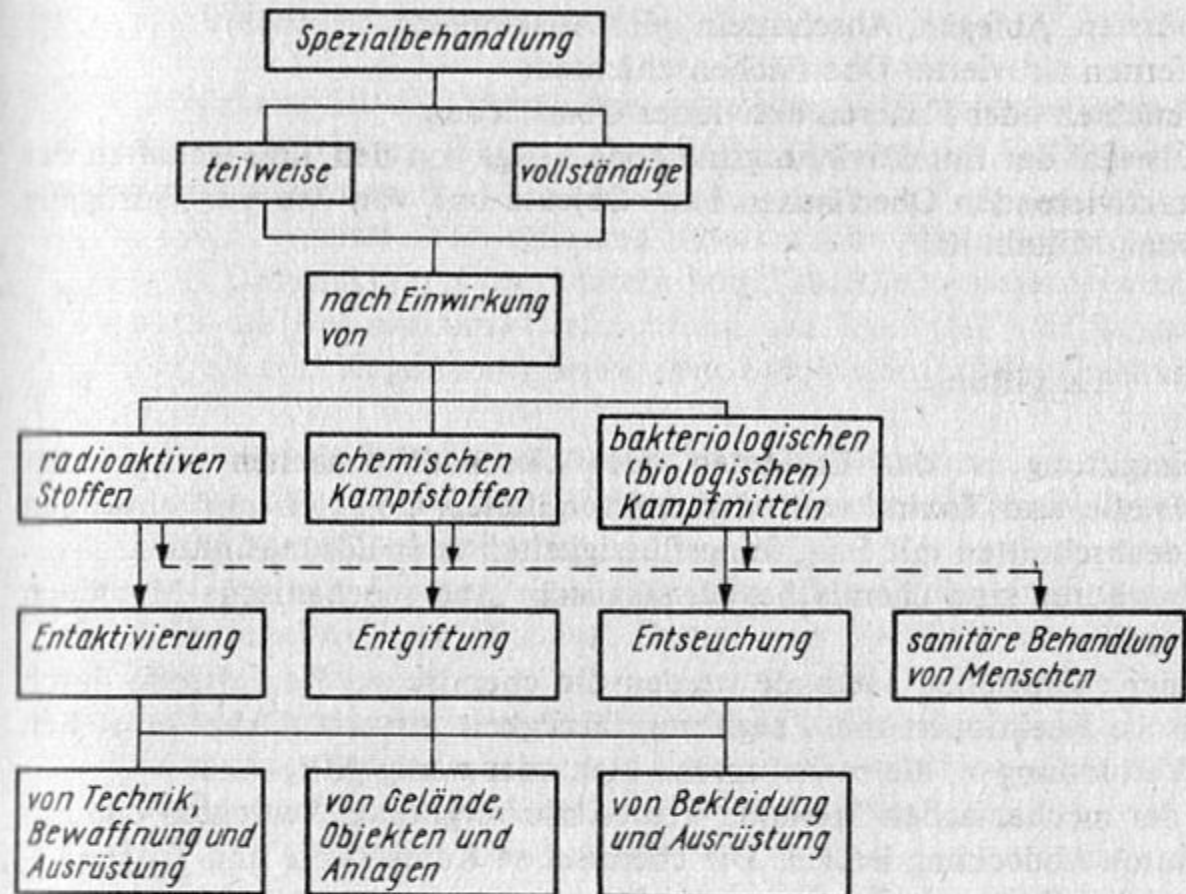 Spezialbehandlung
teilweise
vollständige
nach Einwirkung
von
radioaktiven
Stoffen
chemischen
Kampfstoffen
bakteriologischen
(biologischen)
Kampfmitteln
Entaktivierung
Entgiftung
Entseuchung
sanitäre Behandlung
von Menschen
von Technik,
Bewaffnung und
Ausrüstung
von Gelände,
Objekten und
Anlagen
von Bekleidung
und Ausrüstung